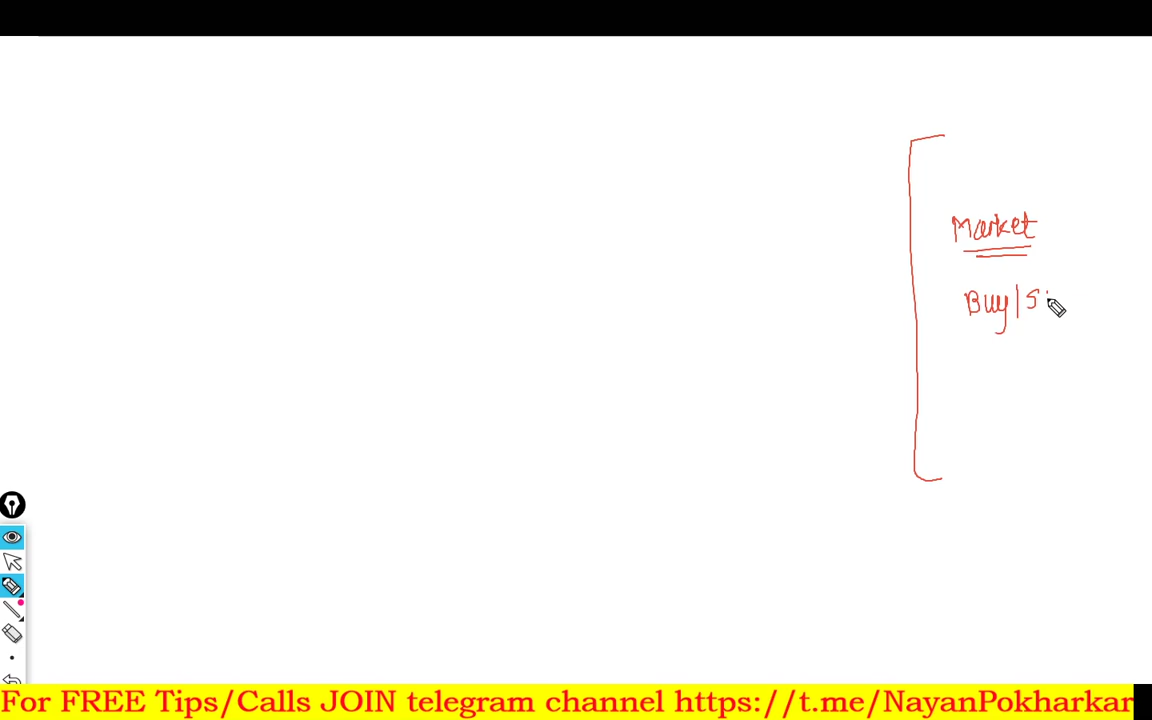 Market
Buy|S
For FREE Tips/Calls JOIN telegram channel https://t.me/NayanPokharkar